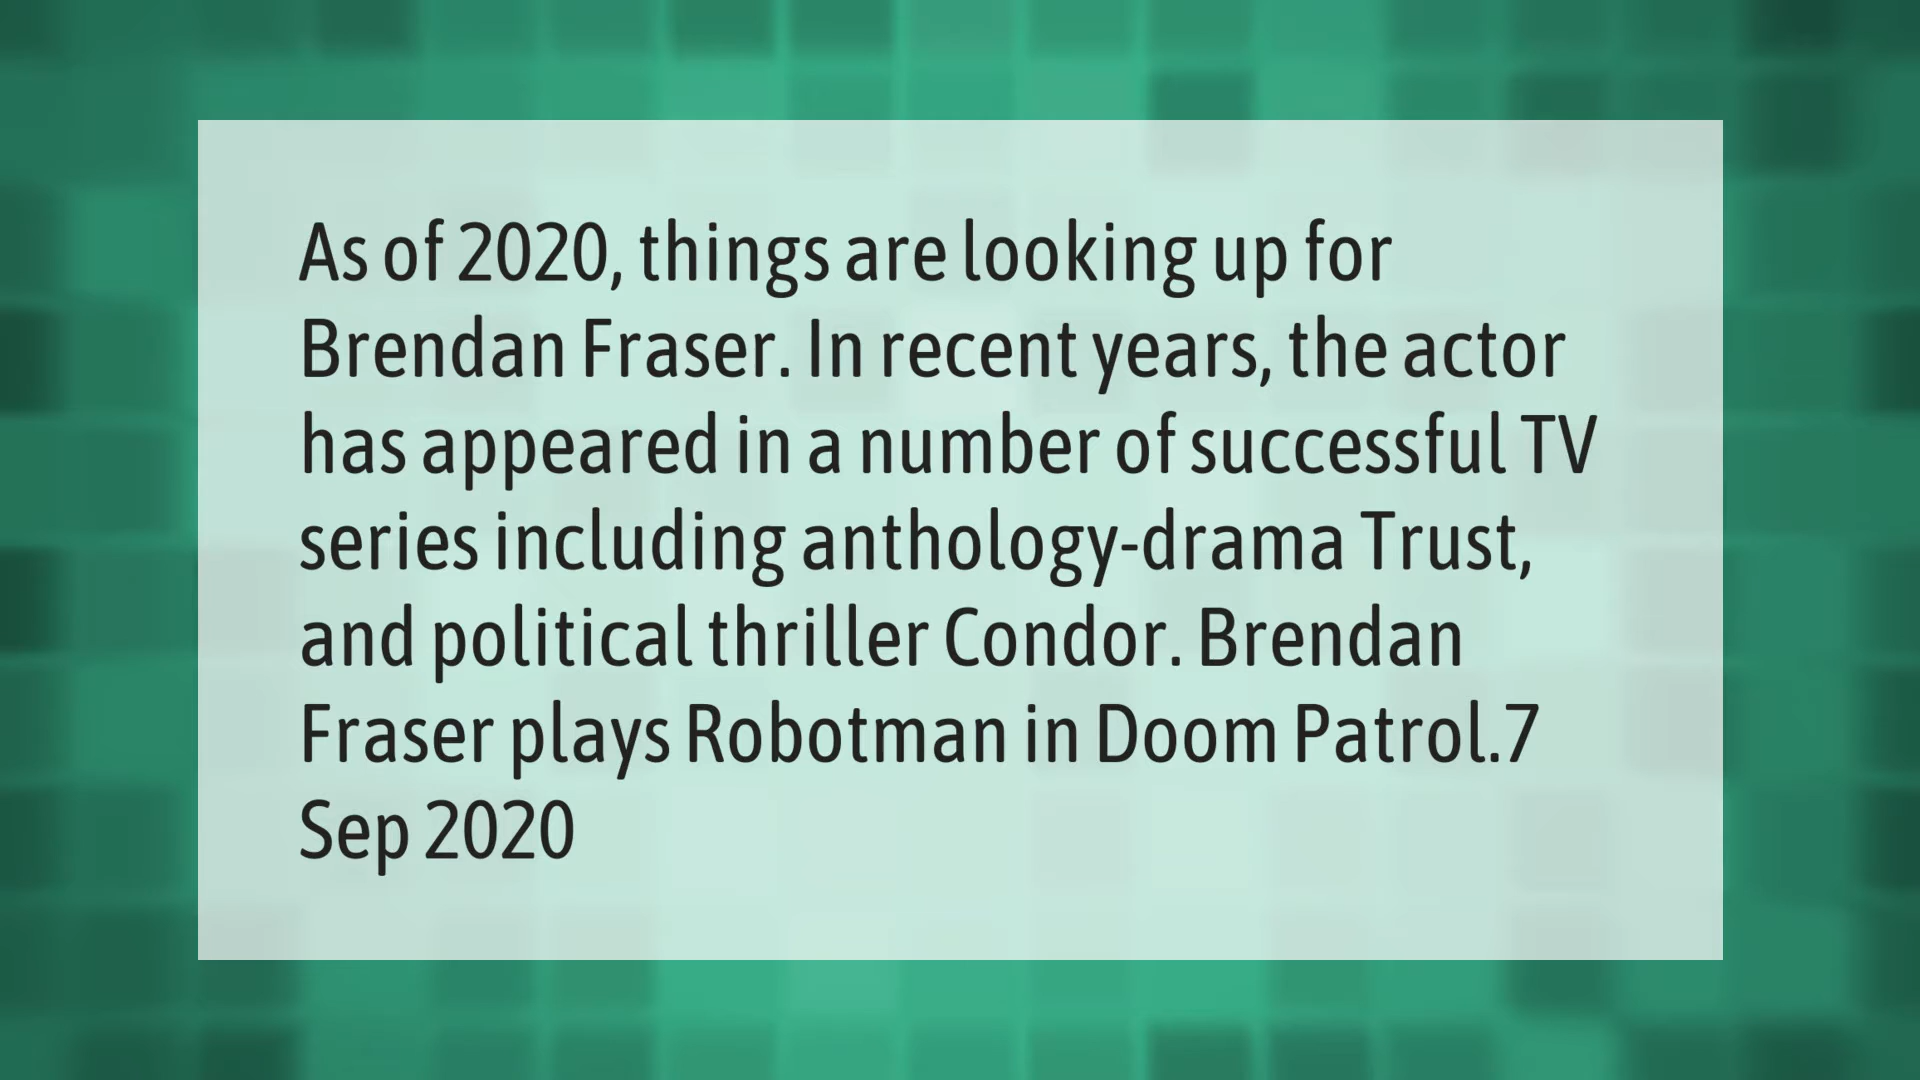 As of 2020, things are looking up for
Brendan Fraser. In recent years, the actor
has appeared in a number of successful TV
series including anthology-drama Trust,
and political thriller Condor. Brendan
Fraser plays Robotman in Doom Patrol.7
Sep 2020